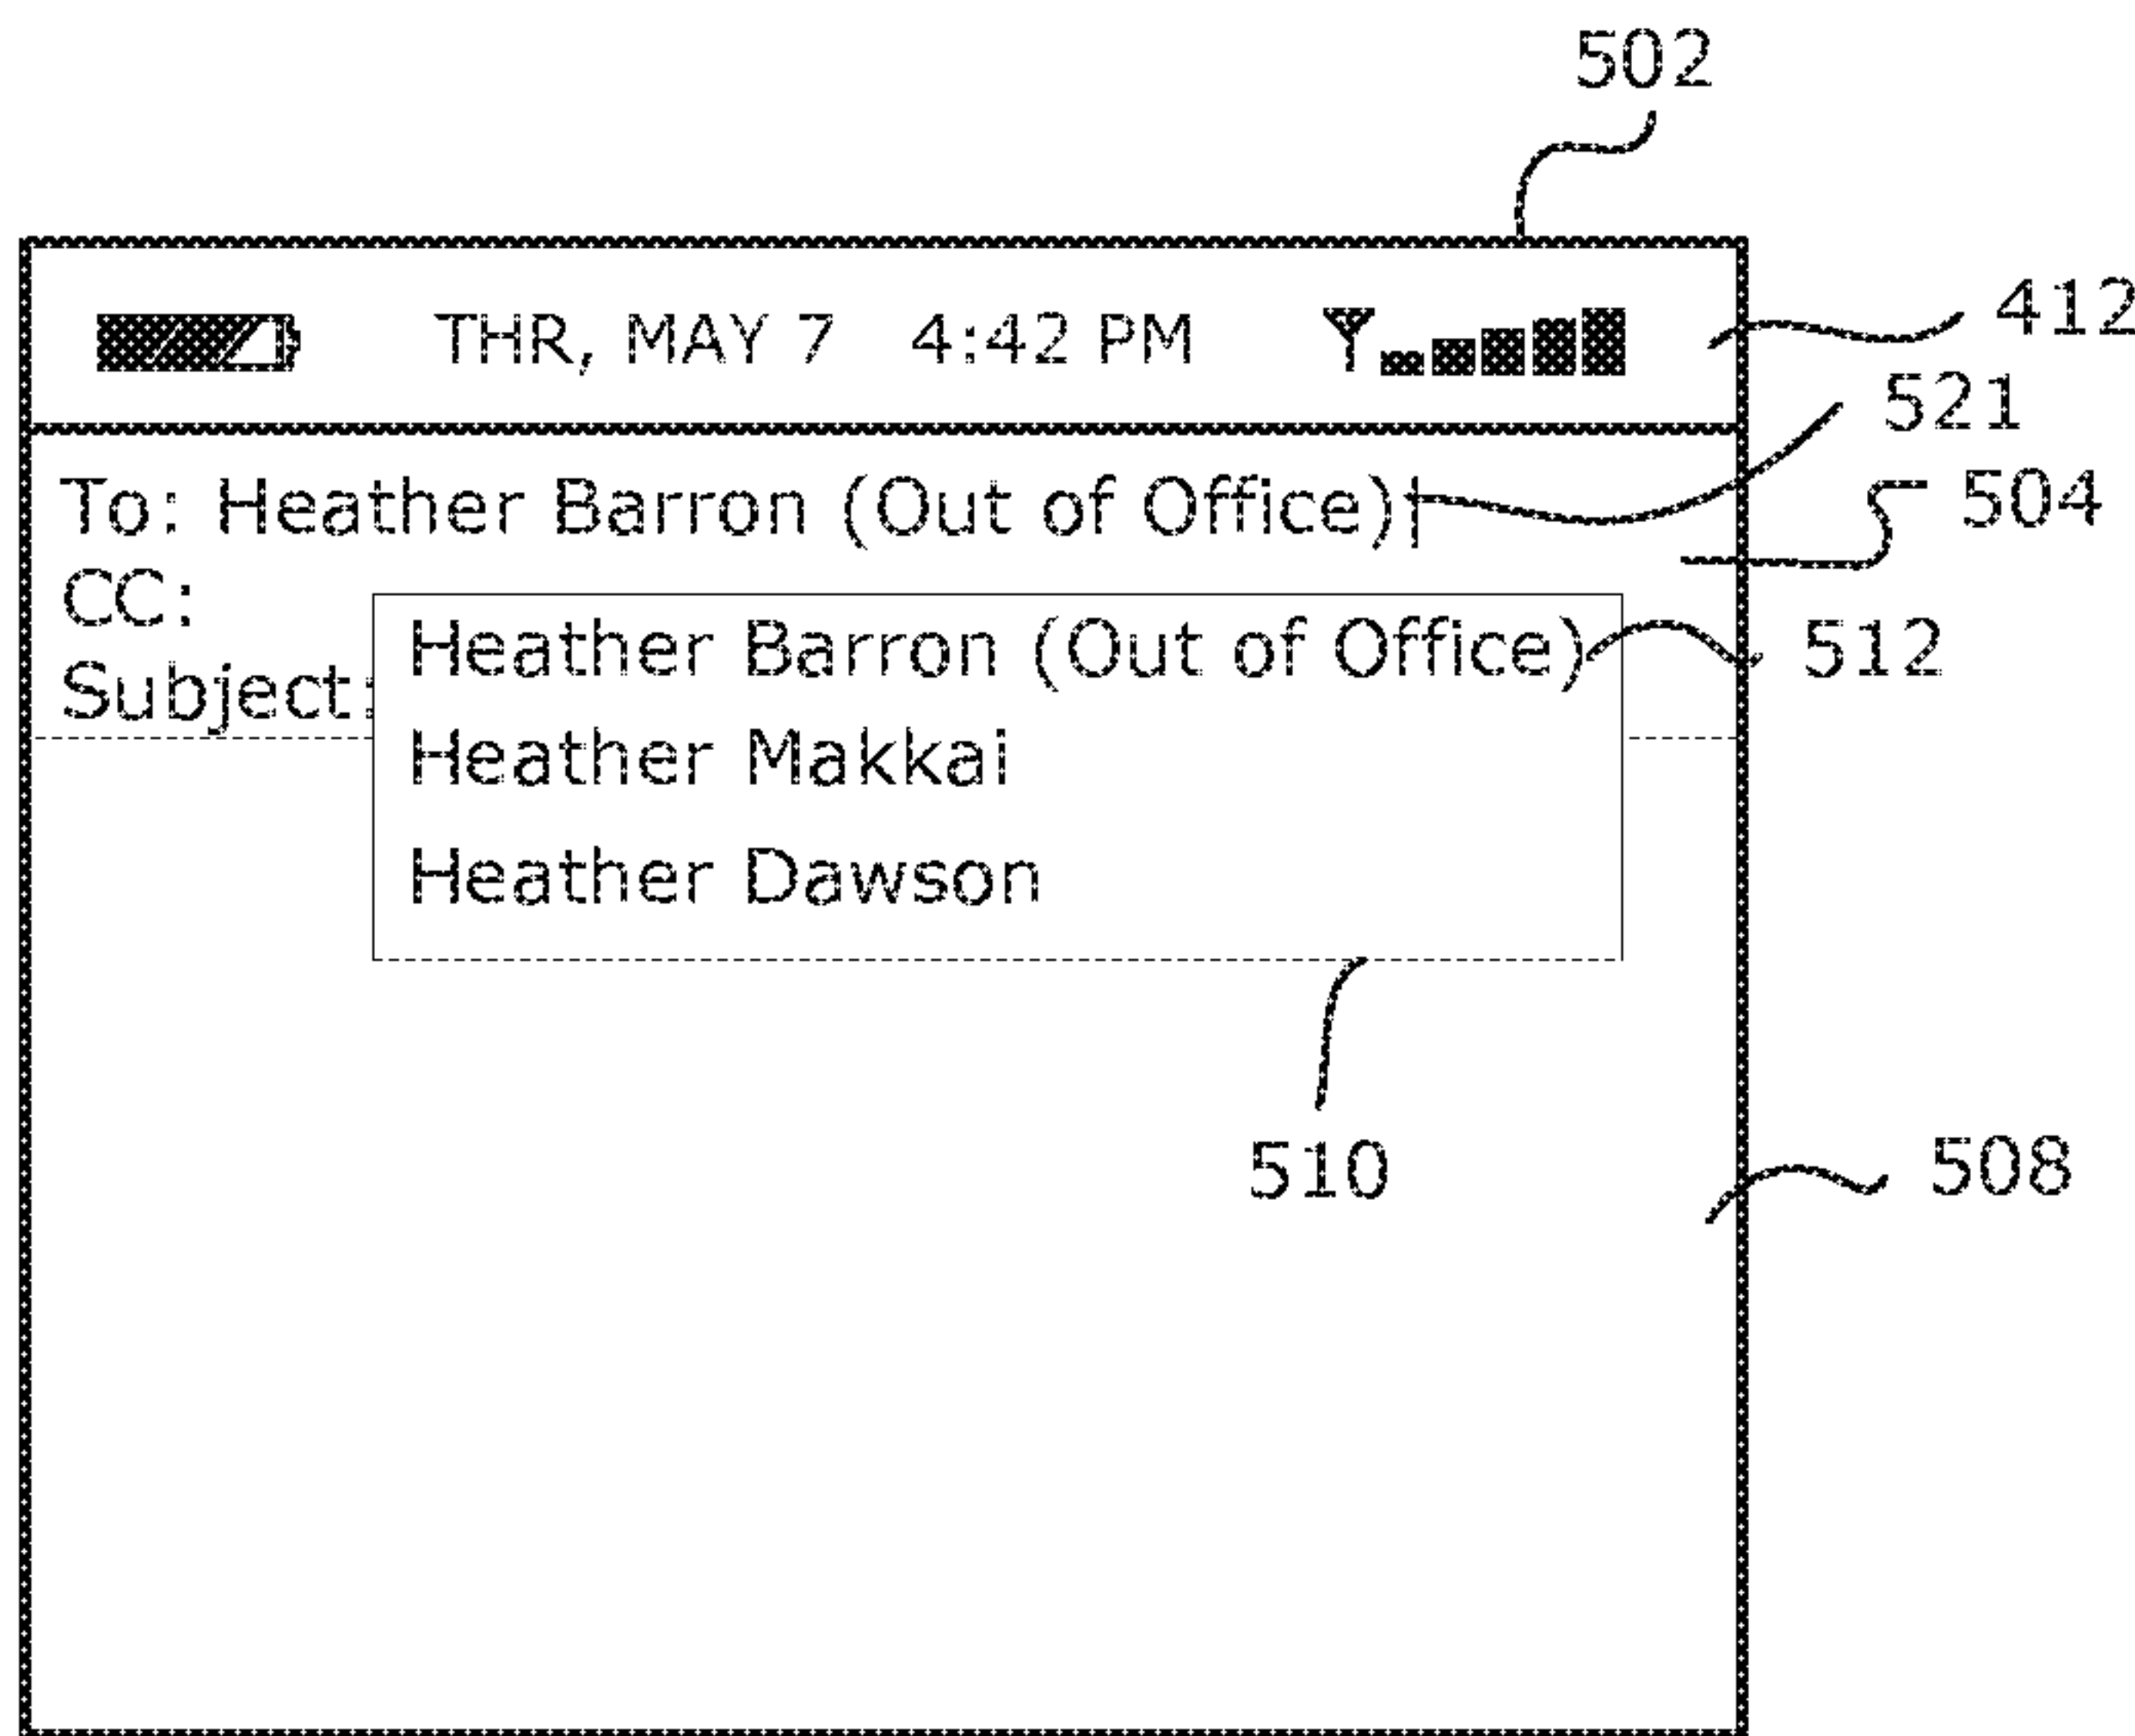 502
THR, MAY 7 4:42 PM
412
521
To: Heather Barron (Out of Office)
504
CC:
Heather Barron (Out of Office)
512
Subject:
Heather Makkai
Heather Dawson
510
508